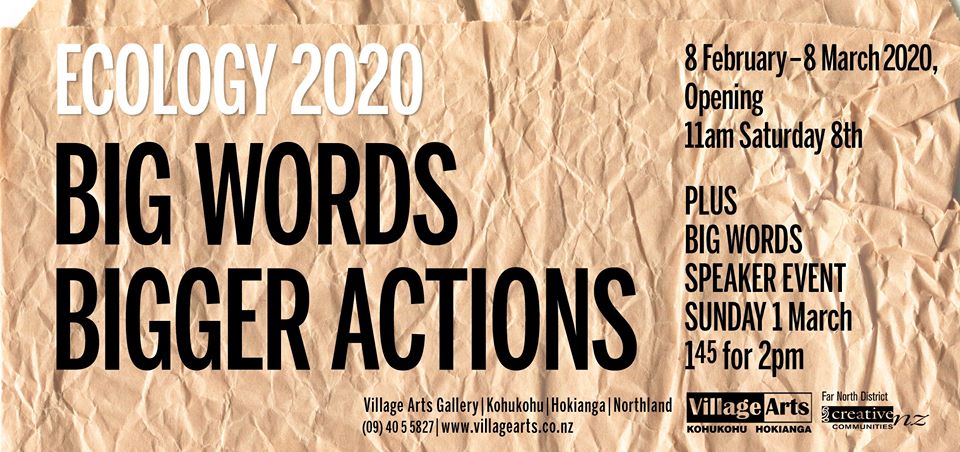 ECOLOGY 2020
BIG WORDS
BIGGER ACTIONS
8 February – 8 March 2020,
Opening
11am Saturday 8th
PLUS
BIG WORDS
SPEAKER EVENT
SUNDAY 1 March
1 45 for 2pm
Village Arts Gallery | Kohukohu | Hokianga | Northland
(09) 40 5 5827 | www.villagearts.co.nz
Village Arts
KOHUKOHU HOKIANGA
Far North District
creative nz
COMMUNITIES